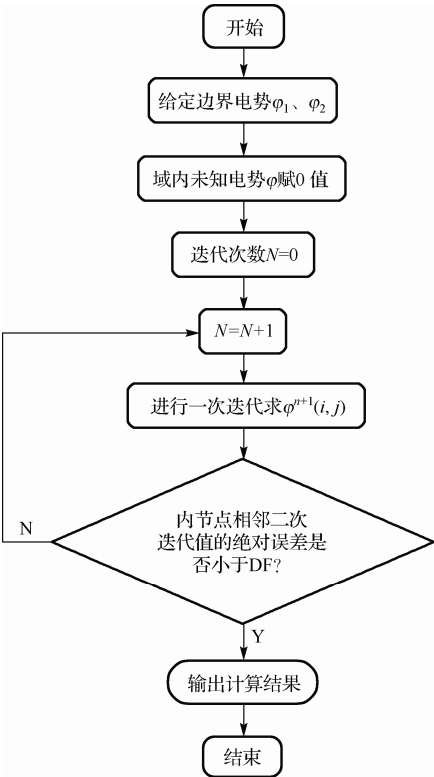 开始
给定边界电势φ₁、φ₂
域内未知电势φ赋0 值
迭代次数N=0
N=N+1
进行一次迭代求φⁿ⁺¹(i, j)
内节点相邻二次
迭代值的绝对误差是
否小于DF?
N
Y
输出计算结果
结束